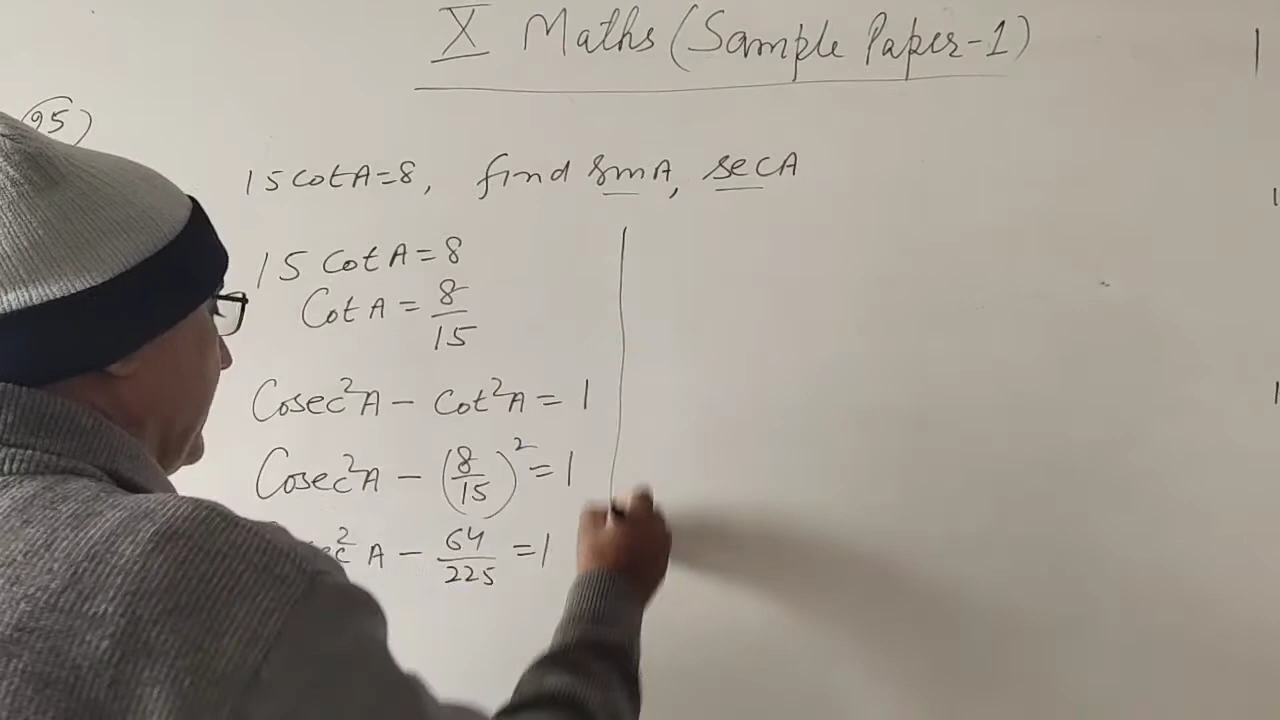 X Maths (Sample Paper-1)
95)
15 cot A = 8, find sin A, sec A
15 Cot A = 8
Cot A = 8/15
Cosec²A - cot²A = 1
Cosec²A - (8/15)² = 1
ec² A - 64/225 = 1